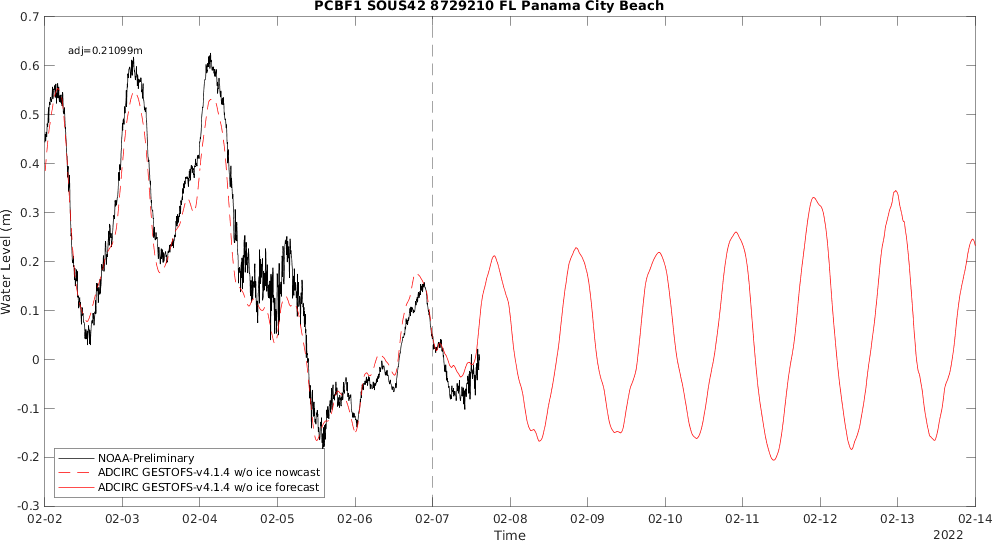 PCBF1 SOUS42 8729210 FL Panama City Beach
0.7
0.6
0.5
0.4
0.3
0.2
0.1
0
-0.1
-0.2
-0.3
Water Level (m)
adj=0.21099m
NOAA-Preliminary
ADCIRC GESTOFS-v4.1.4 w/o ice nowcast
ADCIRC GESTOFS-v4.1.4 w/o ice forecast
02-02 02-03 02-04 02-05 02-06 02-07 02-08 02-09 02-10 02-11 02-12 02-13 02-14
Time
2022